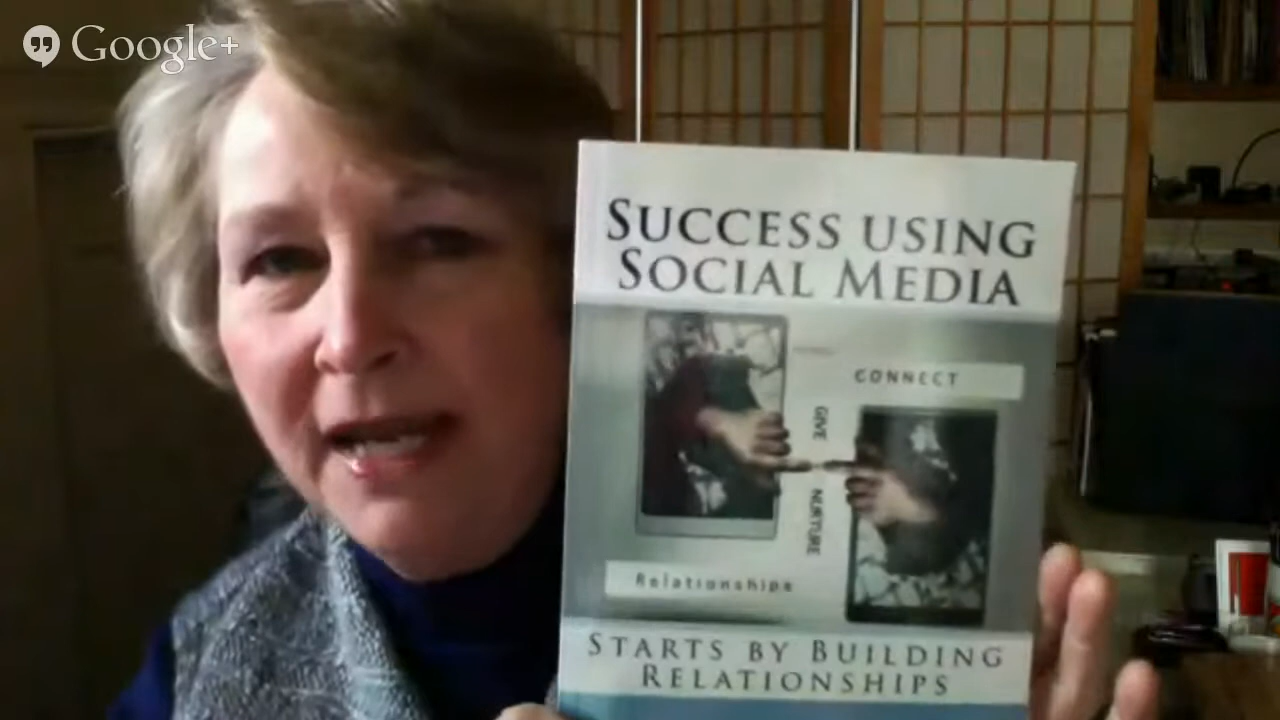 Google+
SUCCESS USING
SOCIAL MEDIA
CONNECT
GIVE
NURTURE
Relationships
STARTS BY BUILDING
RELATIONSHIPS